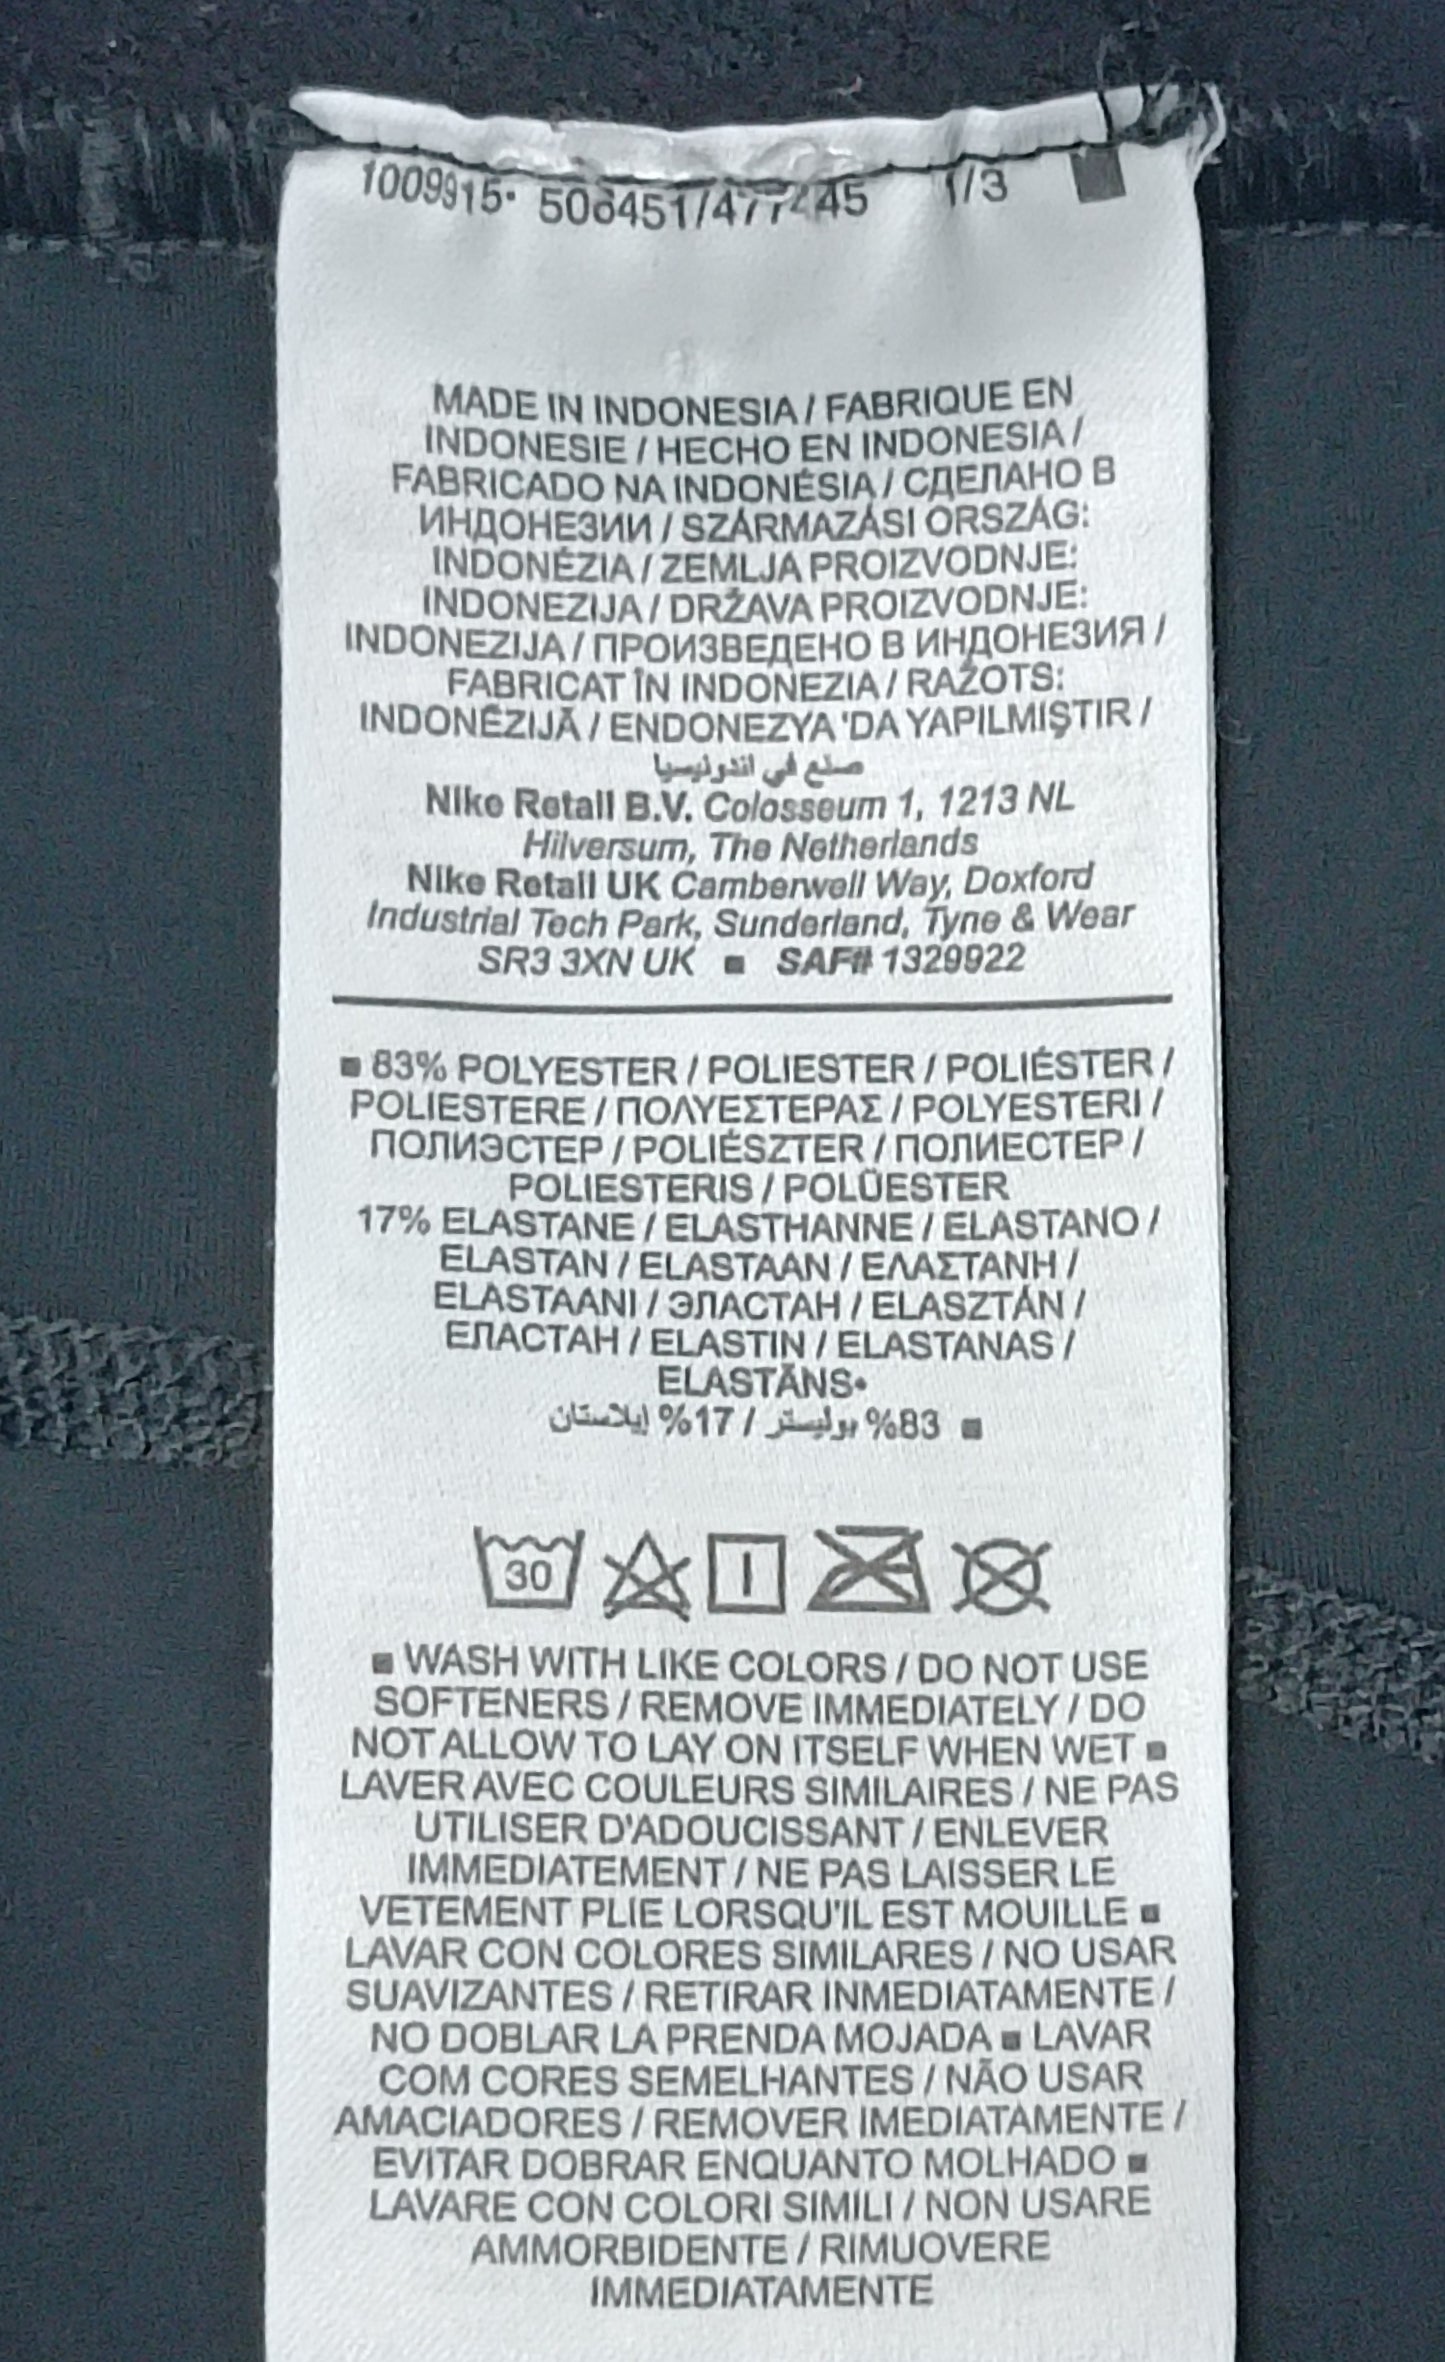 1009915• 506451/477445 1/3 ■
MADE IN INDONESIA / FABRIQUE EN
INDONESIE / HECHO EN INDONESIA /
FABRICADO NA INDONÉSIA / СДЕЛАНО В
ИНДОНЕЗИИ / SZÁRMAZÁSI ORSZÁG:
INDONÉZIA / ZEMLJA PROIZVODNJE:
INDONEZIJA / DRŽAVA PROIZVODNJE:
INDONEZIJA / ПРОИЗВЕДЕНО В ИНДОНЕЗИЯ /
FABRICAT ÎN INDONEZIA / RAŽOTS:
INDONĒZIJĀ / ENDONEZYA 'DA YAPILMIŞTIR /
صنع في اندونيسيا
Nike Retail B.V. Colosseum 1, 1213 NL
Hilversum, The Netherlands
Nike Retail UK Camberwell Way, Doxford
Industrial Tech Park, Sunderland, Tyne & Wear
SR3 3XN UK ■ SAF# 1329922
■ 83% POLYESTER / POLIESTER / POLIÉSTER /
POLIESTERE / ΠΟΛΥΕΣΤΕΡΑΣ / POLYESTERI /
ПОЛИЭСТЕР / POLIÉSZTER / ПОЛИЕСТЕР /
POLIESTERIS / POLÜESTER
17% ELASTANE / ELASTHANNE / ELASTANO /
ELASTAN / ELASTAAN / ΕΛΑΣΤΑΝΗ /
ELASTAANI / ЭЛАСТАН / ELASZTÁN /
ЕЛАСТАН / ELASTIN / ELASTANAS /
ELASTĀNS•
■ 83% بوليستر / 17% إيلاستان
30
■ WASH WITH LIKE COLORS / DO NOT USE
SOFTENERS / REMOVE IMMEDIATELY / DO
NOT ALLOW TO LAY ON ITSELF WHEN WET ■
LAVER AVEC COULEURS SIMILAIRES / NE PAS
UTILISER D'ADOUCISSANT / ENLEVER
IMMEDIATEMENT / NE PAS LAISSER LE
VETEMENT PLIE LORSQU'IL EST MOUILLE ■
LAVAR CON COLORES SIMILARES / NO USAR
SUAVIZANTES / RETIRAR INMEDIATAMENTE /
NO DOBLAR LA PRENDA MOJADA ■ LAVAR
COM CORES SEMELHANTES / NÃO USAR
AMACIADORES / REMOVER IMEDIATAMENTE /
EVITAR DOBRAR ENQUANTO MOLHADO ■
LAVARE CON COLORI SIMILI / NON USARE
AMMORBIDENTE / RIMUOVERE
IMMEDIATAMENTE